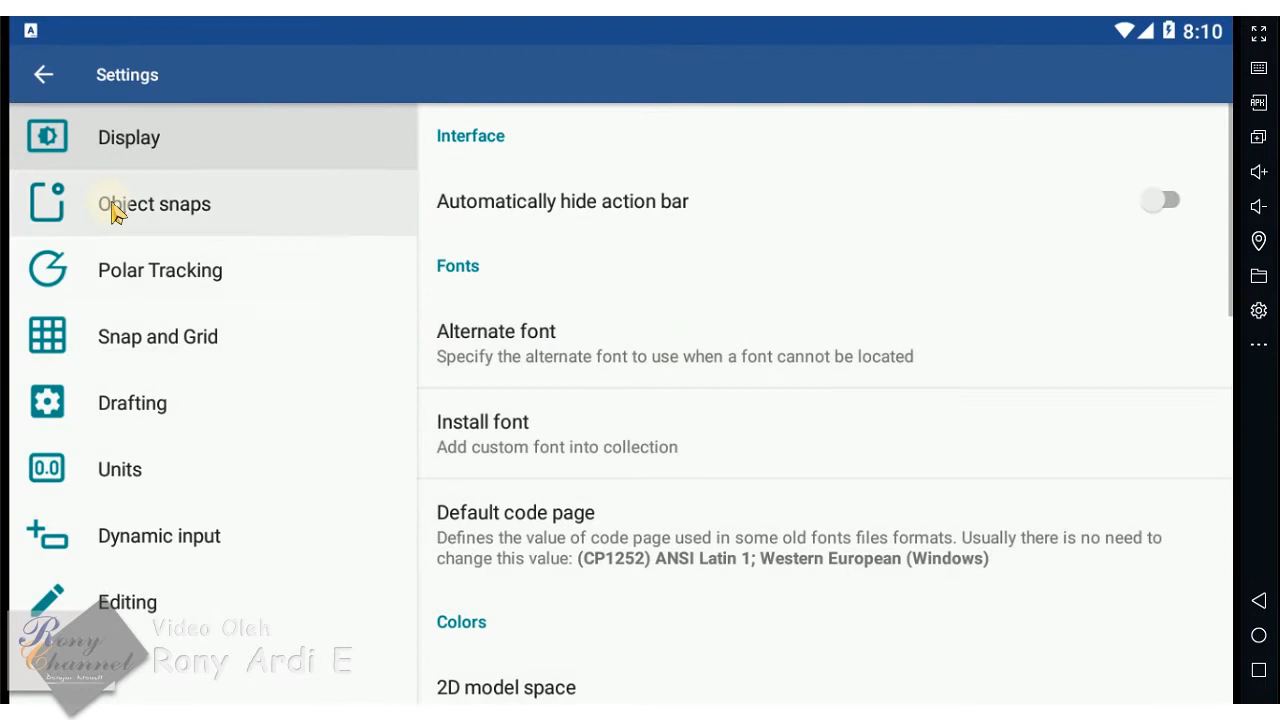 A
8:10
Settings
APK
Display
Object snaps
Polar Tracking
Snap and Grid
Drafting
0.0
Units
Dynamic input
Editing
Interface
Automatically hide action bar
Fonts
Alternate font
Specify the alternate font to use when a font cannot be located
Install font
Add custom font into collection
Default code page
Defines the value of code page used in some old fonts files formats. Usually there is no need to
change this value: (CP1252) ANSI Latin 1; Western European (Windows)
Colors
2D model space
Rony
Channel
Video Oleh
Rony Ardi E